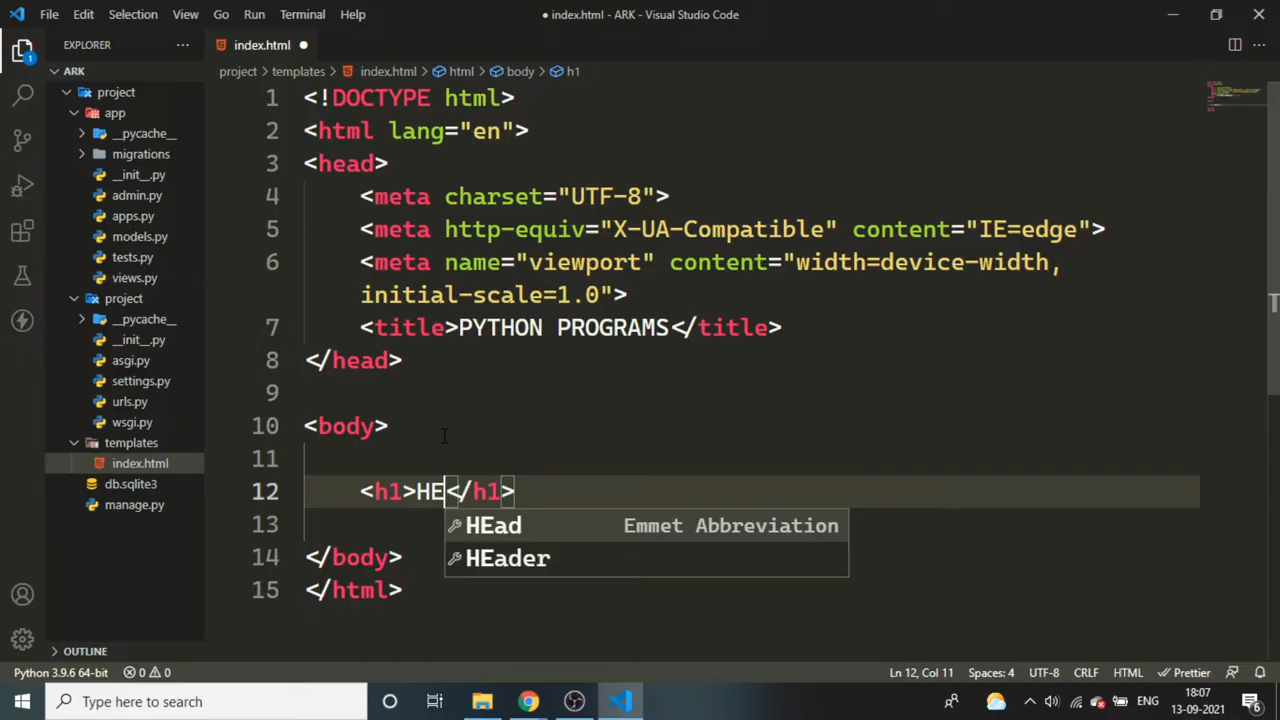 File Edit Selection View Go Run Terminal Help
● index.html - ARK - Visual Studio Code
EXPLORER
index.html
project > templates > index.html > html > body > h1
1
ARK
project
app
__pycache__
migrations
__init__.py
admin.py
apps.py
models.py
tests.py
views.py
project
__pycache__
__init__.py
asgi.py
settings.py
urls.py
wsgi.py
templates
index.html
db.sqlite3
manage.py
OUTLINE
1 <!DOCTYPE html>
2 <html lang="en">
3 <head>
4 <meta charset="UTF-8">
5 <meta http-equiv="X-UA-Compatible" content="IE=edge">
6 <meta name="viewport" content="width=device-width,
initial-scale=1.0">
7 <title>PYTHON PROGRAMS</title>
8 </head>
9
10 <body>
11
12 <h1>HE</h1>
HEad Emmet Abbreviation
HEader
13
14 </body>
15 </html>
Python 3.9.6 64-bit 0 0 Ln 12, Col 11 Spaces: 4 UTF-8 CRLF HTML Prettier
Type here to search
ENG
18:07
13-09-2021
6